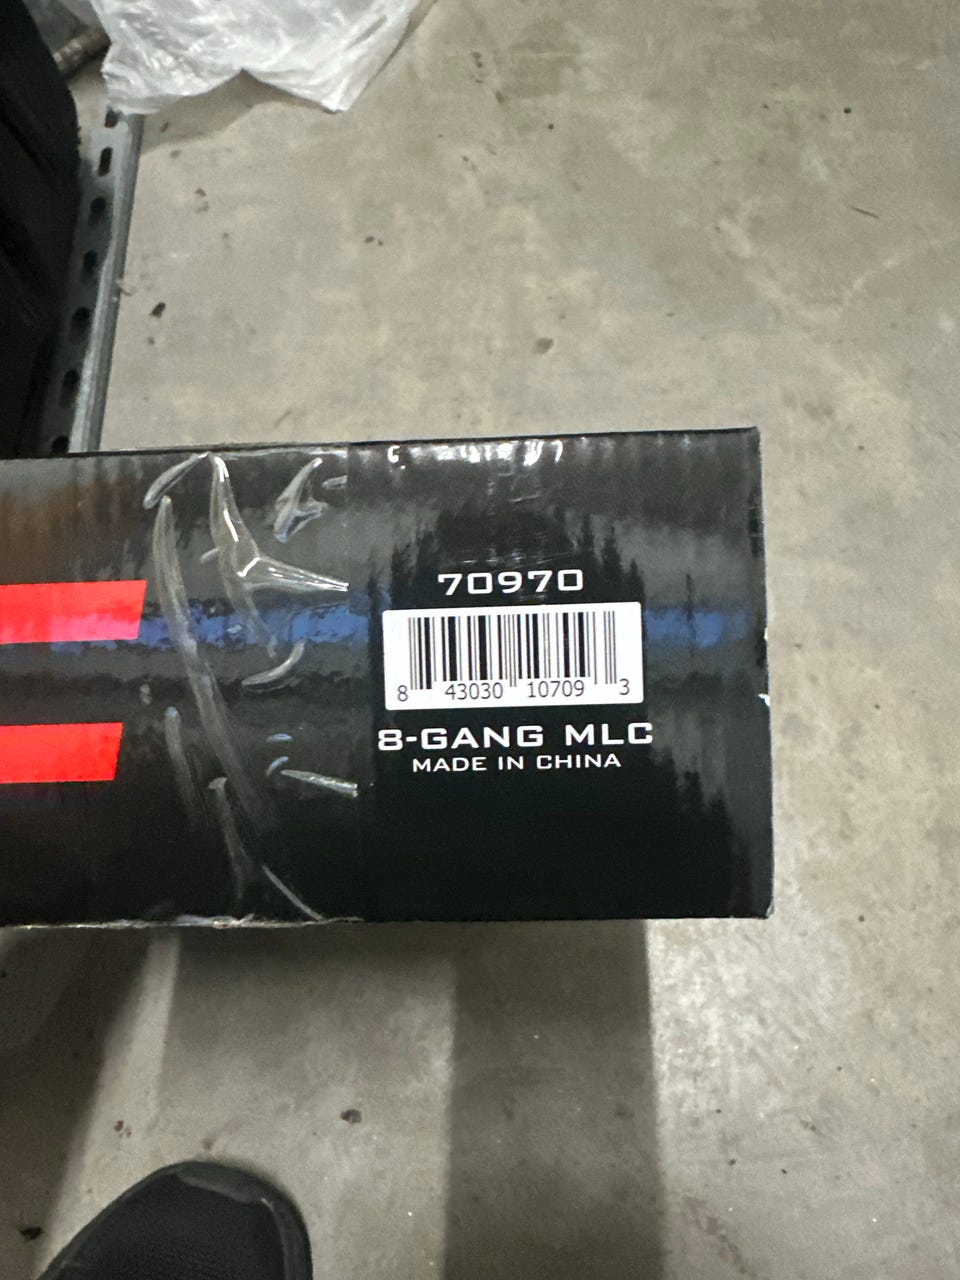 70970
8 43030 10709 3
8-GANG MLC
MADE IN CHINA